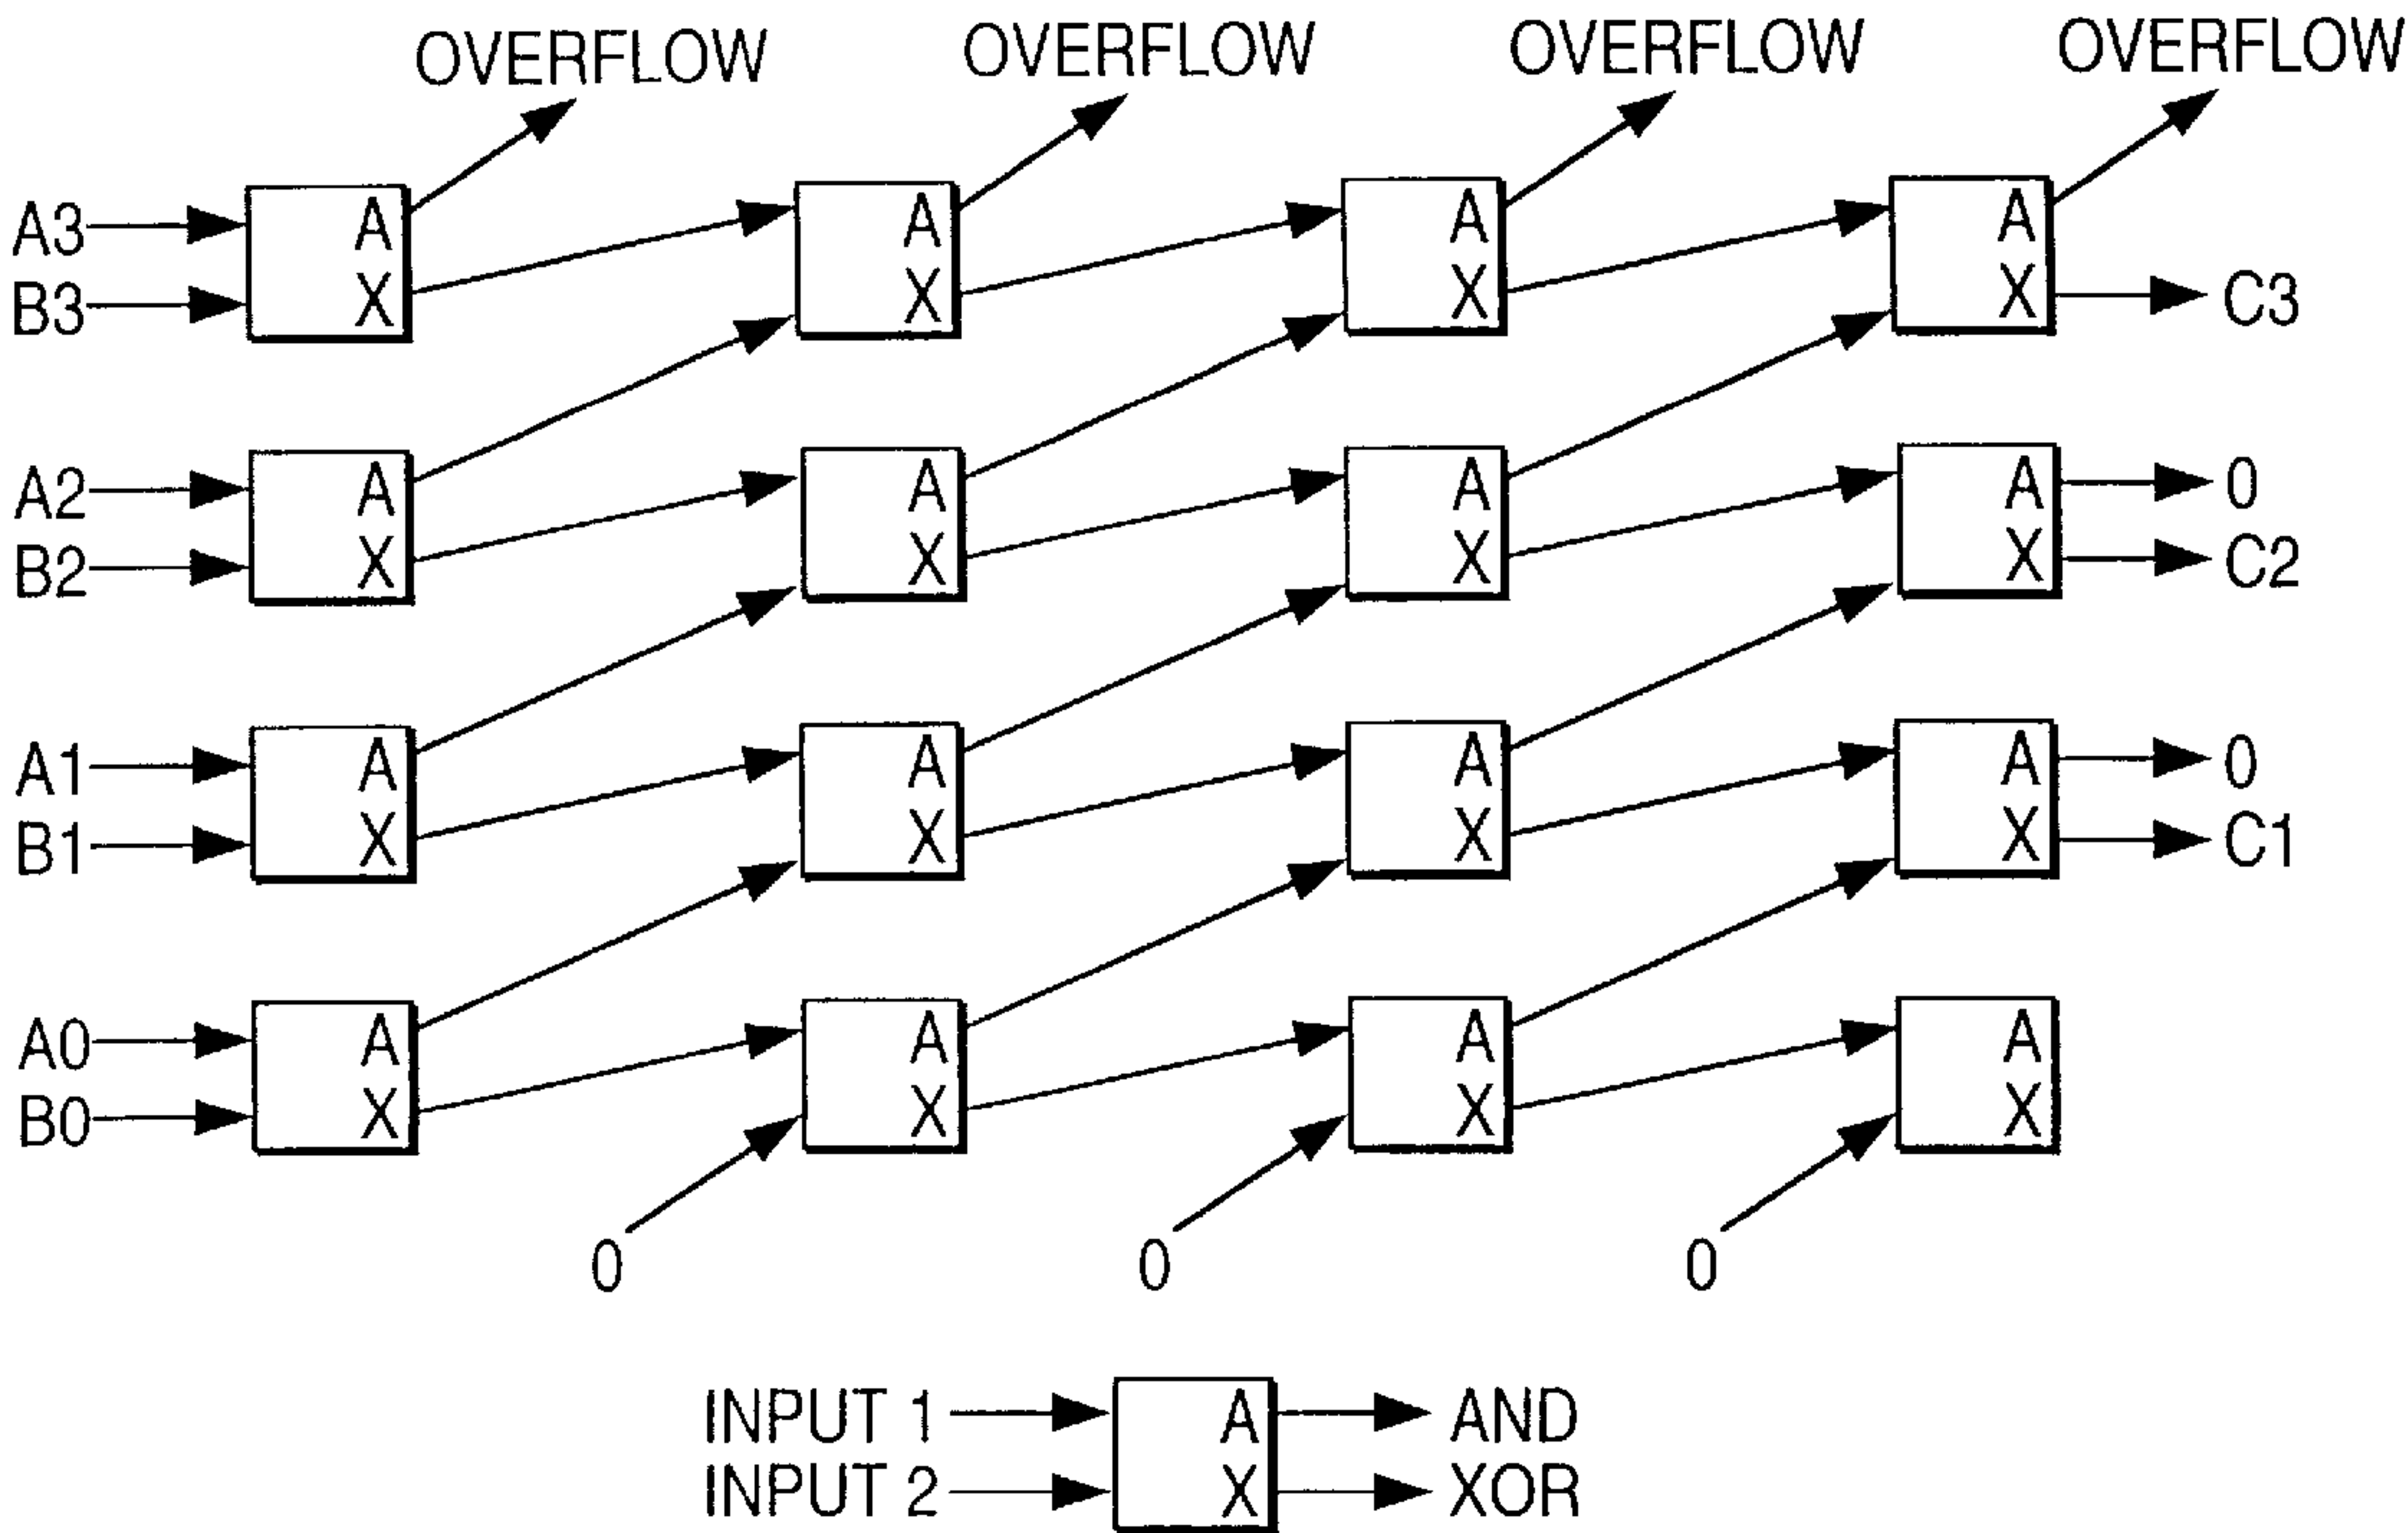 OVERFLOW OVERFLOW OVERFLOW OVERFLOW
A3 A A A A
B3 X X X X C3
A2 A A A A 0
B2 X X X X C2
A1 A A A A 0
B1 X X X X C1
A0 A A A A
B0 X X X X
0 0 0
INPUT 1 A AND
INPUT 2 X XOR